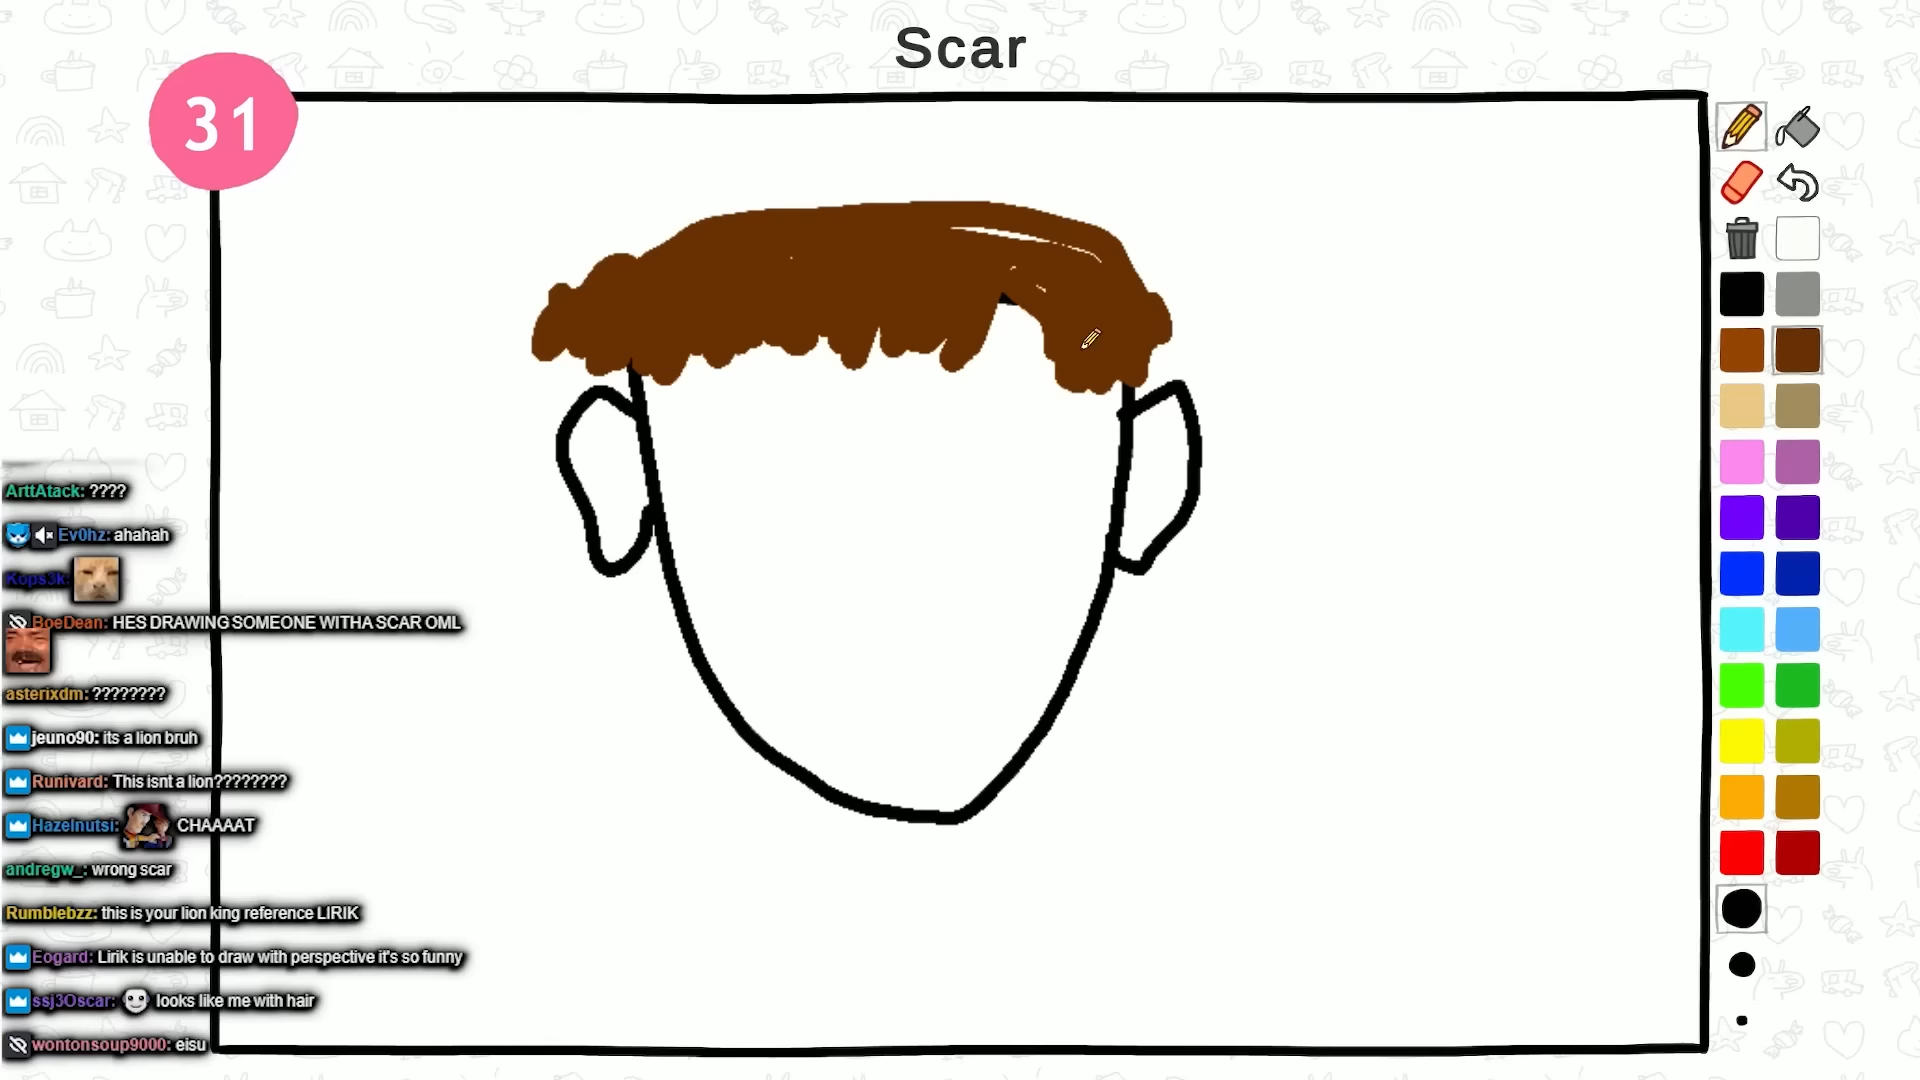 Scar
31
ArttAtack: ????
Ev0hz: ahahah
Kops3k:
BoeDean: HES DRAWING SOMEONE WITHA SCAR OML
asterixdm: ????????
jeuno90: its a lion bruh
Runivard: This isnt a lion????????
Hazelnutsi: CHAAAAT
andregw_: wrong scar
Rumblebzz: this is your lion king reference LIRIK
Eogard: Lirik is unable to draw with perspective it's so funny
ssj3Oscar: looks like me with hair
wontonsoup9000: eisu